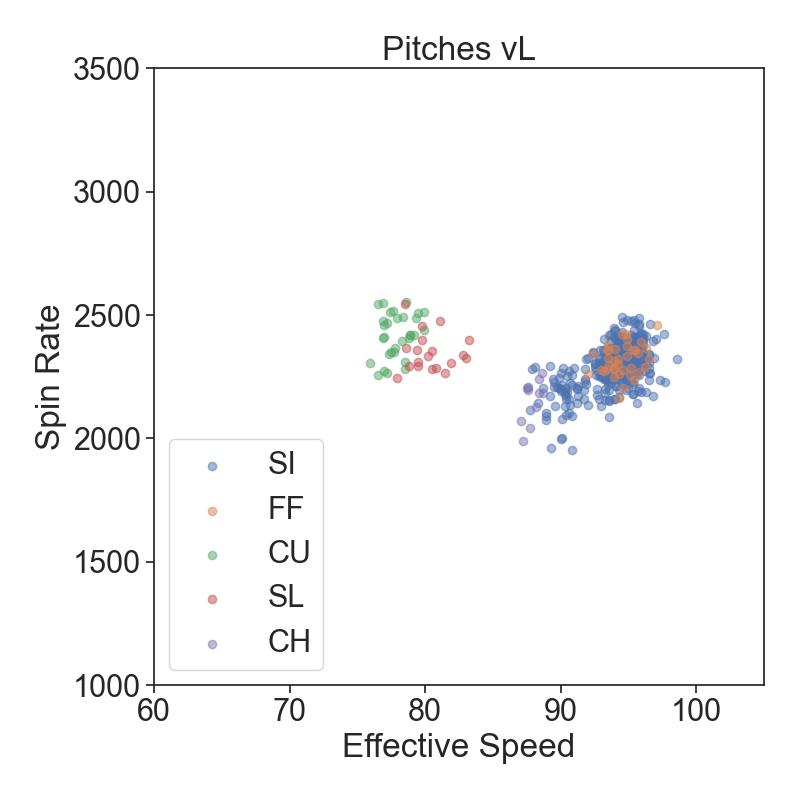 Pitches vL
3500
3000
2500
2000
1500
1000
Spin Rate
SI
FF
CU
SL
CH
60 70 80 90 100
Effective Speed